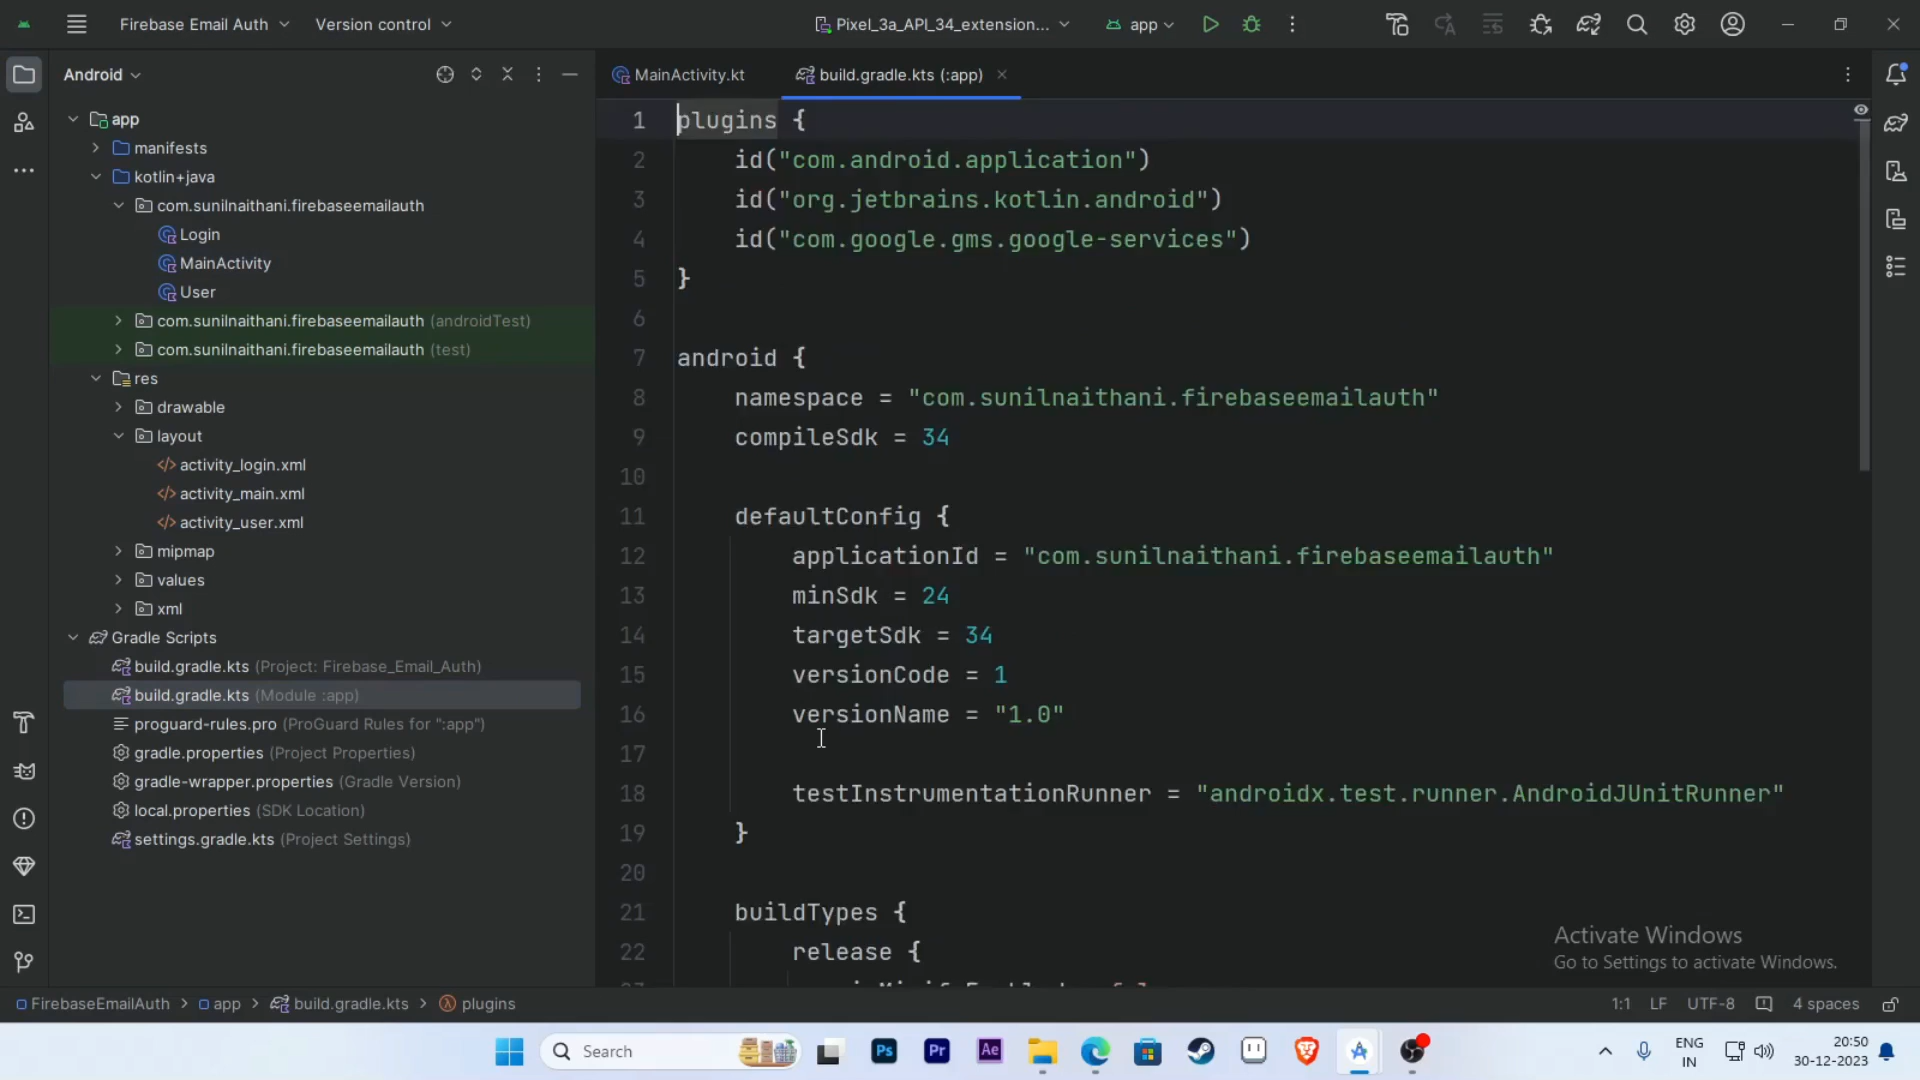 Firebase Email Auth
Version control
Pixel_3a_API_34_extension...
app
Android
MainActivity.kt
build.gradle.kts (:app)
app
manifests
kotlin+java
com.sunilnaithani.firebaseemailauth
Login
MainActivity
User
com.sunilnaithani.firebaseemailauth (androidTest)
com.sunilnaithani.firebaseemailauth (test)
res
drawable
layout
activity_login.xml
activity_main.xml
activity_user.xml
mipmap
values
xml
Gradle Scripts
build.gradle.kts (Project: Firebase_Email_Auth)
build.gradle.kts (Module :app)
proguard-rules.pro (ProGuard Rules for ":app")
gradle.properties (Project Properties)
gradle-wrapper.properties (Gradle Version)
local.properties (SDK Location)
settings.gradle.kts (Project Settings)
1 plugins {
2 id("com.android.application")
3 id("org.jetbrains.kotlin.android")
4 id("com.google.gms.google-services")
5 }
6
7 android {
8 namespace = "com.sunilnaithani.firebaseemailauth"
9 compileSdk = 34
10
11 defaultConfig {
12 applicationId = "com.sunilnaithani.firebaseemailauth"
13 minSdk = 24
14 targetSdk = 34
15 versionCode = 1
16 versionName = "1.0"
17
18 testInstrumentationRunner = "androidx.test.runner.AndroidJUnitRunner"
19 }
20
21 buildTypes {
22 release {
Activate Windows
Go to Settings to activate Windows.
FirebaseEmailAuth > app > build.gradle.kts > plugins
1:1 LF UTF-8 4 spaces
Search
Ps
Pr
Ae
ENG
IN
20:50
30-12-2023